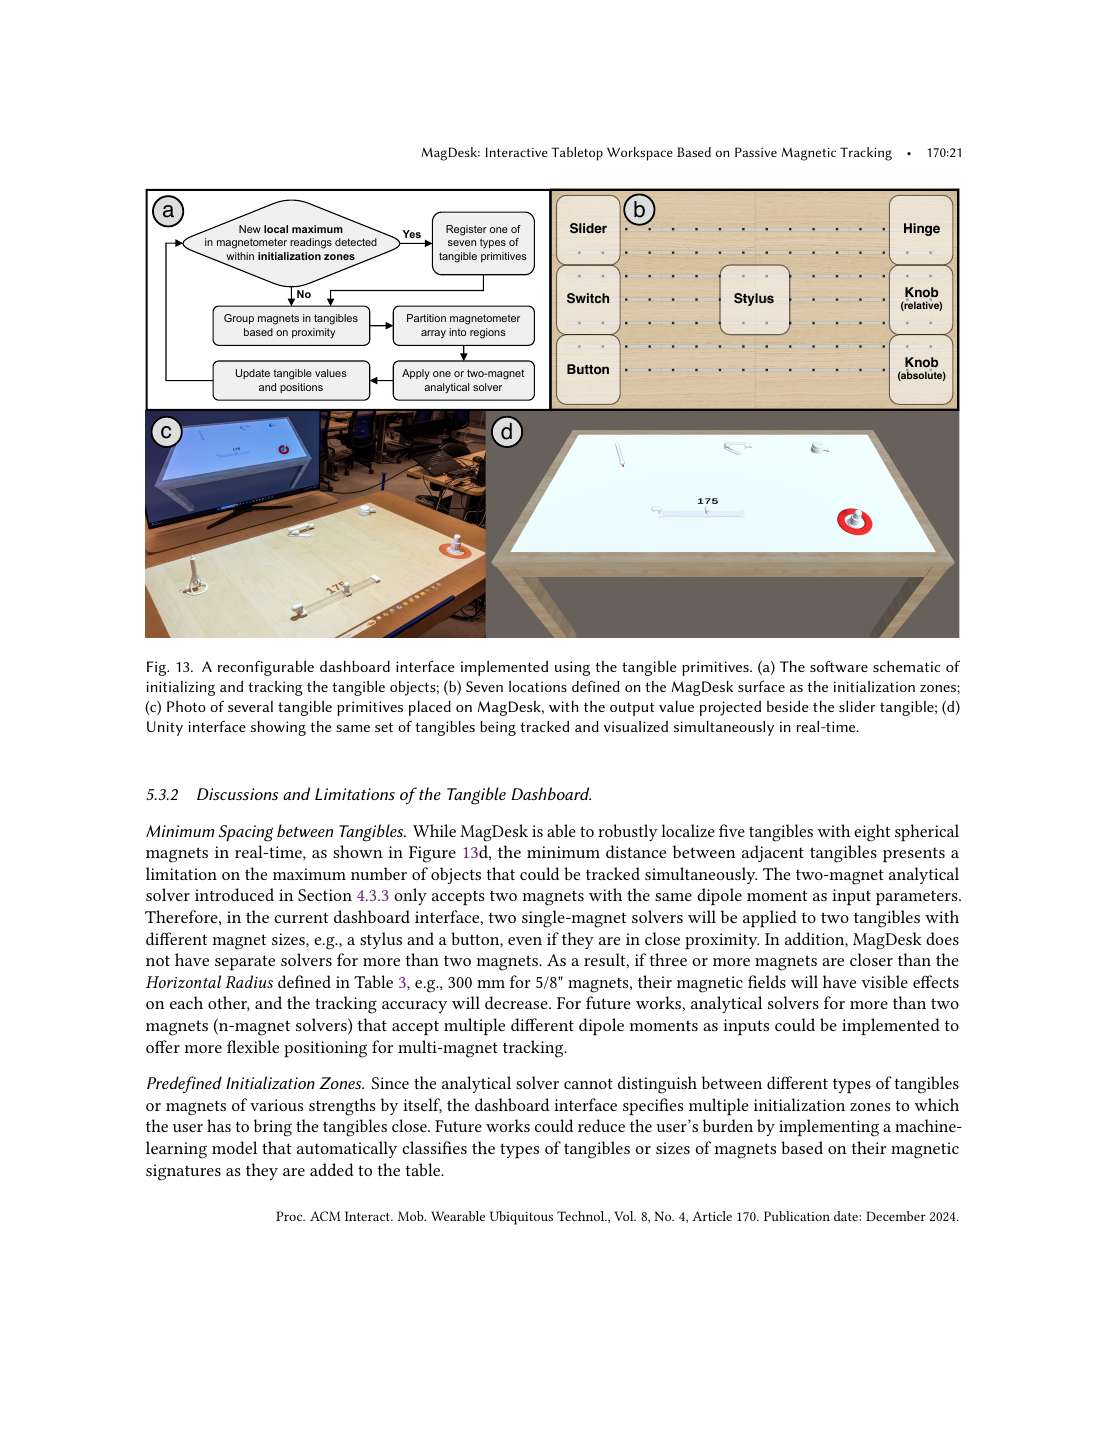 MagDesk: Interactive Tabletop Workspace Based on Passive Magnetic Tracking • 170:21
a
New local maximum
in magnetometer readings detected
within initialization zones
Yes
Register one of
seven types of
tangible primitives
No
Group magnets in tangibles
based on proximity
Partition magnetometer
array into regions
Update tangible values
and positions
Apply one or two-magnet
analytical solver
b
Slider
Hinge
Switch
Stylus
Knob
(relative)
Button
Knob
(absolute)
c
175
d
175
Fig. 13. A reconfigurable dashboard interface implemented using the tangible primitives. (a) The software schematic of
initializing and tracking the tangible objects; (b) Seven locations defined on the MagDesk surface as the initialization zones;
(c) Photo of several tangible primitives placed on MagDesk, with the output value projected beside the slider tangible; (d)
Unity interface showing the same set of tangibles being tracked and visualized simultaneously in real-time.
5.3.2 Discussions and Limitations of the Tangible Dashboard.
Minimum Spacing between Tangibles. While MagDesk is able to robustly localize five tangibles with eight spherical
magnets in real-time, as shown in Figure 13d, the minimum distance between adjacent tangibles presents a
limitation on the maximum number of objects that could be tracked simultaneously. The two-magnet analytical
solver introduced in Section 4.3.3 only accepts two magnets with the same dipole moment as input parameters.
Therefore, in the current dashboard interface, two single-magnet solvers will be applied to two tangibles with
different magnet sizes, e.g., a stylus and a button, even if they are in close proximity. In addition, MagDesk does
not have separate solvers for more than two magnets. As a result, if three or more magnets are closer than the
Horizontal Radius defined in Table 3, e.g., 300 mm for 5/8" magnets, their magnetic fields will have visible effects
on each other, and the tracking accuracy will decrease. For future works, analytical solvers for more than two
magnets (n-magnet solvers) that accept multiple different dipole moments as inputs could be implemented to
offer more flexible positioning for multi-magnet tracking.
Predefined Initialization Zones. Since the analytical solver cannot distinguish between different types of tangibles
or magnets of various strengths by itself, the dashboard interface specifies multiple initialization zones to which
the user has to bring the tangibles close. Future works could reduce the user's burden by implementing a machine-
learning model that automatically classifies the types of tangibles or sizes of magnets based on their magnetic
signatures as they are added to the table.
Proc. ACM Interact. Mob. Wearable Ubiquitous Technol., Vol. 8, No. 4, Article 170. Publication date: December 2024.